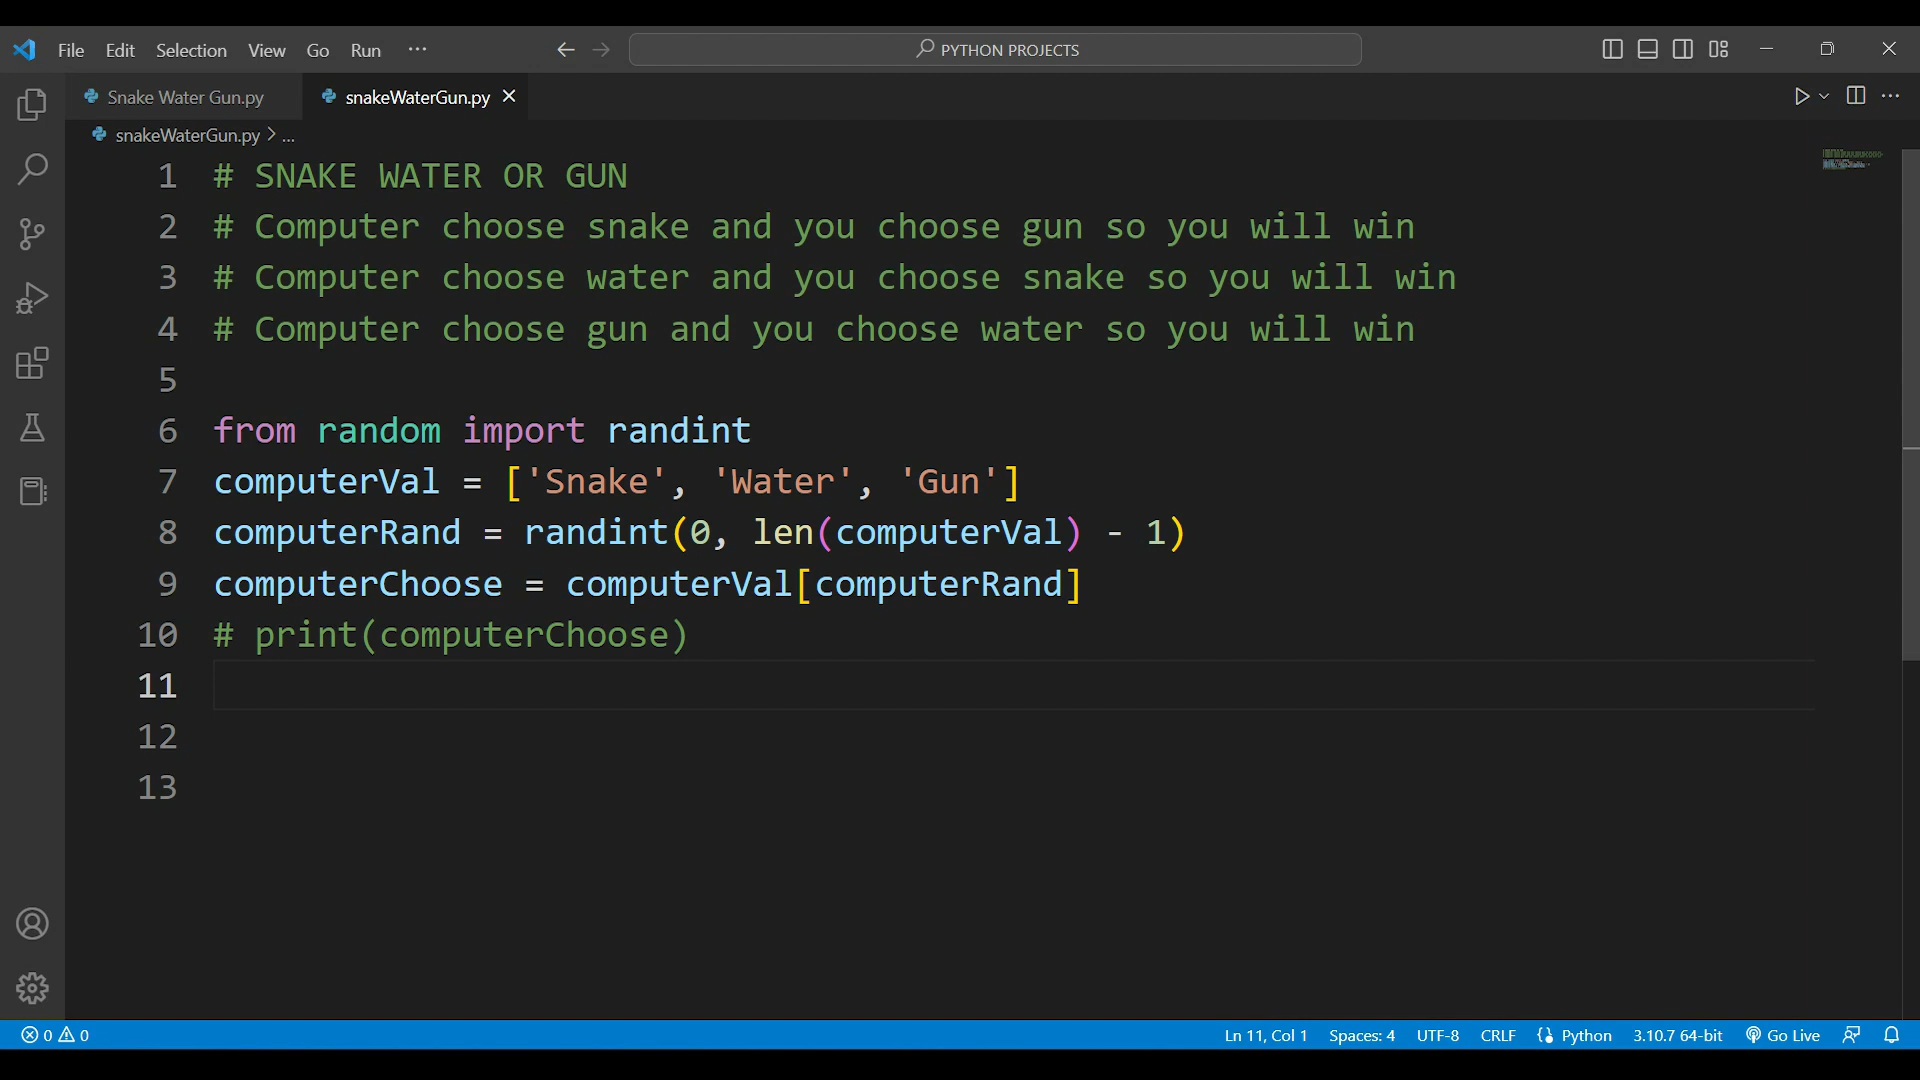 File Edit Selection View Go Run ···
PYTHON PROJECTS
Snake Water Gun.py
snakeWaterGun.py
snakeWaterGun.py > ...
1 # SNAKE WATER OR GUN
2 # Computer choose snake and you choose gun so you will win
3 # Computer choose water and you choose snake so you will win
4 # Computer choose gun and you choose water so you will win
5
6 from random import randint
7 computerVal = ['Snake', 'Water', 'Gun']
8 computerRand = randint(0, len(computerVal) - 1)
9 computerChoose = computerVal[computerRand]
10 # print(computerChoose)
11
12
13
0 0 Ln 11, Col 1 Spaces: 4 UTF-8 CRLF Python 3.10.7 64-bit Go Live